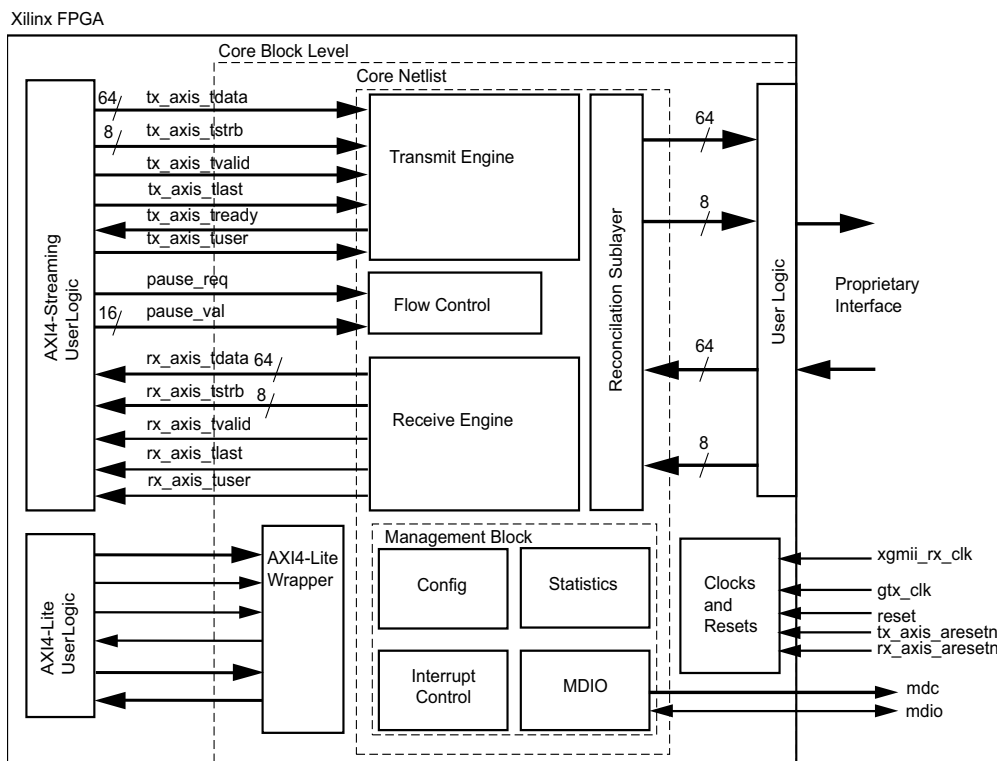 Xilinx FPGA
Core Block Level
Core Netlist
AXI4-Streaming
UserLogic
64
tx_axis_tdata
8
tx_axis_tstrb
tx_axis_tvalid
tx_axis_tlast
tx_axis_tready
tx_axis_tuser
pause_req
16
pause_val
rx_axis_tdata
64
rx_axis_tstrb
8
rx_axis_tvalid
rx_axis_tlast
rx_axis_tuser
Transmit Engine
Flow Control
Receive Engine
Reconciliation Sublayer
64
8
64
8
User Logic
Proprietary
Interface
AXI4-Lite
UserLogic
AXI4-Lite
Wrapper
Management Block
Config
Statistics
Interrupt
Control
MDIO
Clocks
and
Resets
xgmii_rx_clk
gtx_clk
reset
tx_axis_aresetn
rx_axis_aresetn
mdc
mdio